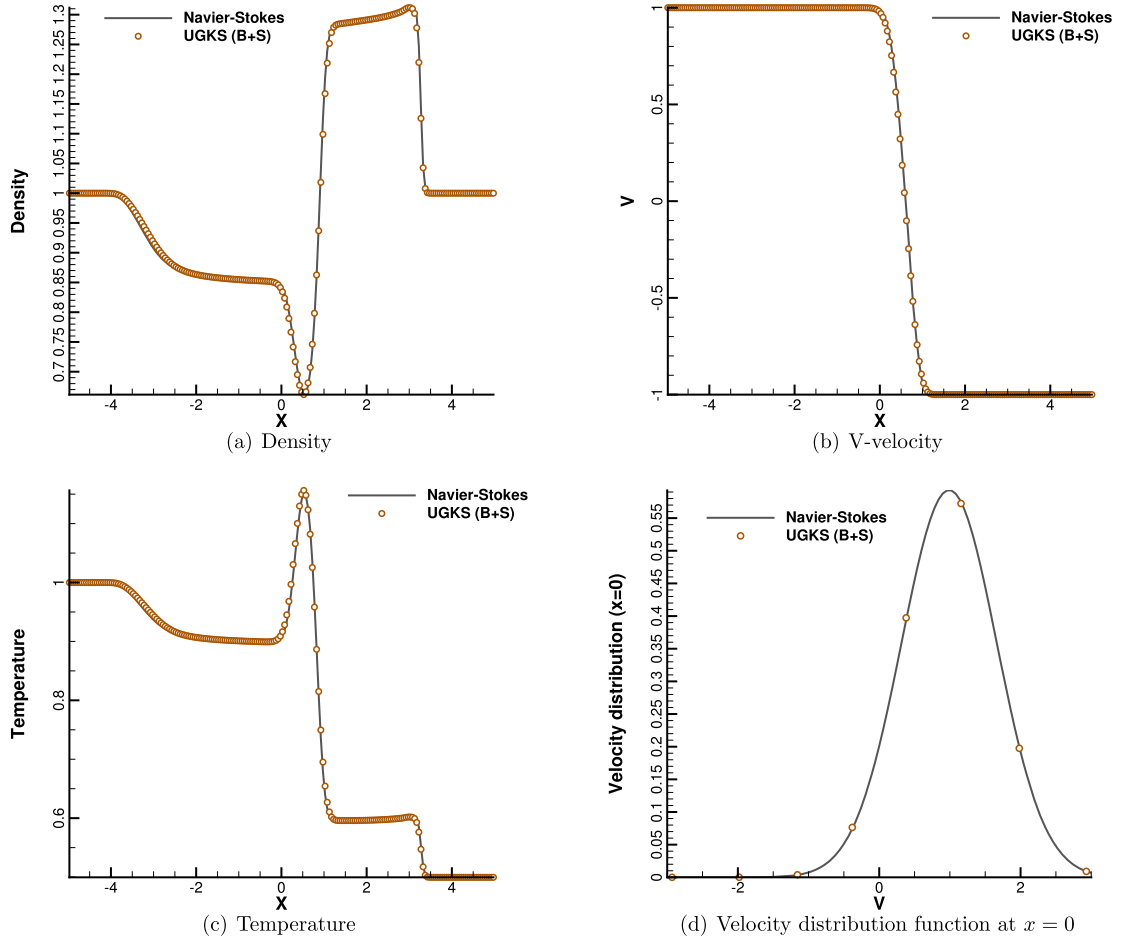 Navier-Stokes
UGKS (B+S)
Density
1.3
1.25
1.2
1.15
1.1
1.05
1
0.95
0.9
0.85
0.8
0.75
0.7
-4 -2 0 2 4
X
(a) Density
Navier-Stokes
UGKS (B+S)
V
1
0.5
0
-0.5
-1
-4 -2 0 2 4
X
(b) V-velocity
Navier-Stokes
UGKS (B+S)
Temperature
1
0.8
0.6
-4 -2 0 2 4
X
(c) Temperature
Navier-Stokes
UGKS (B+S)
Velocity distribution (x=0)
0.55
0.5
0.45
0.4
0.35
0.3
0.25
0.2
0.15
0.1
0.05
0
-2 0 2
V
(d) Velocity distribution function at x = 0